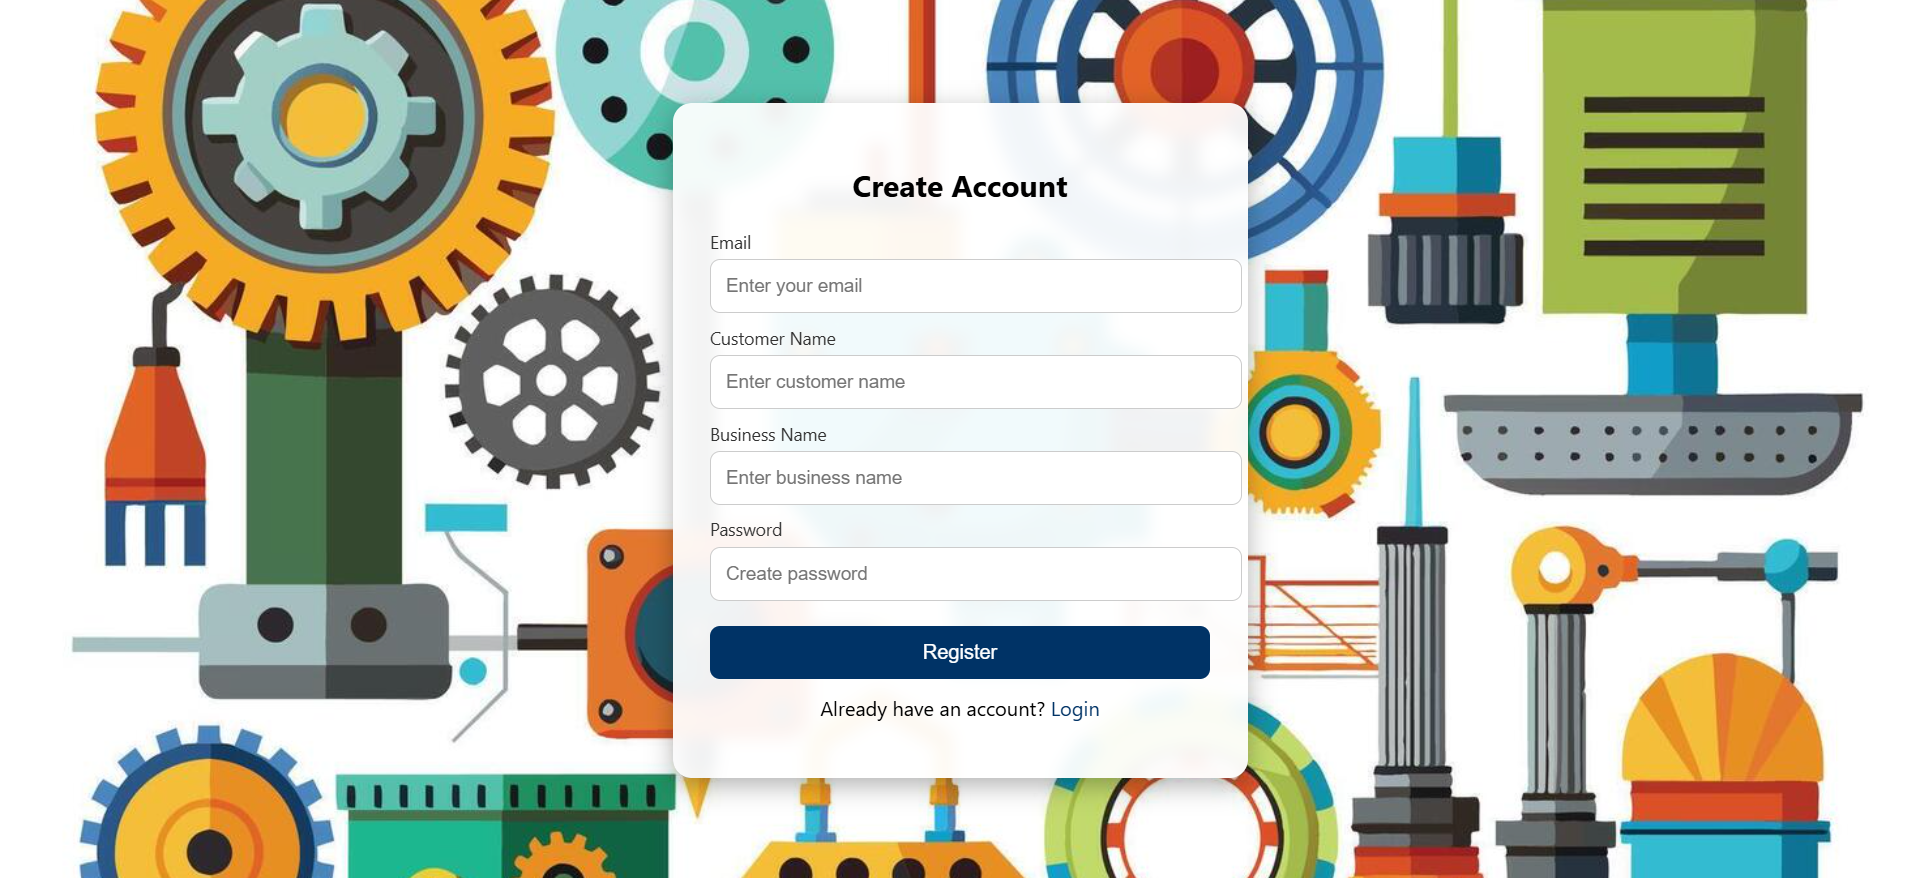 Create Account
Email
Enter your email
Customer Name
Enter customer name
Business Name
Enter business name
Password
Create password
Register
Already have an account? Login